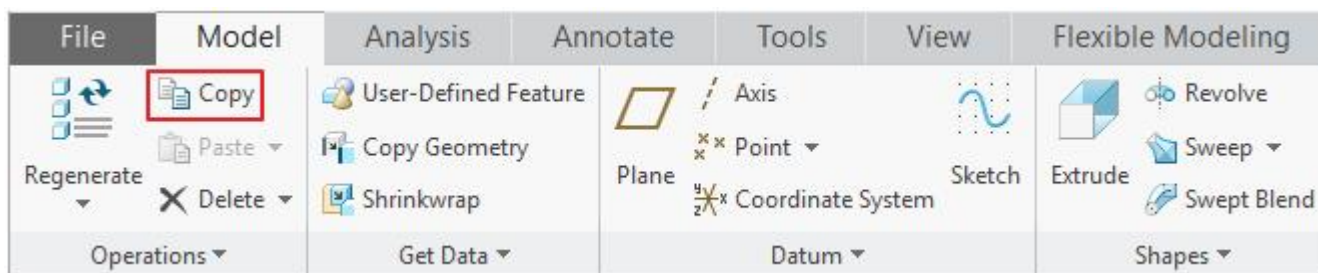 File Model Analysis Annotate Tools View Flexible Modeling
Regenerate
Copy
Paste
Delete
User-Defined Feature
Copy Geometry
Shrinkwrap
Plane
Axis
Point
Coordinate System
Sketch
Extrude
Revolve
Sweep
Swept Blend
Operations Get Data Datum Shapes